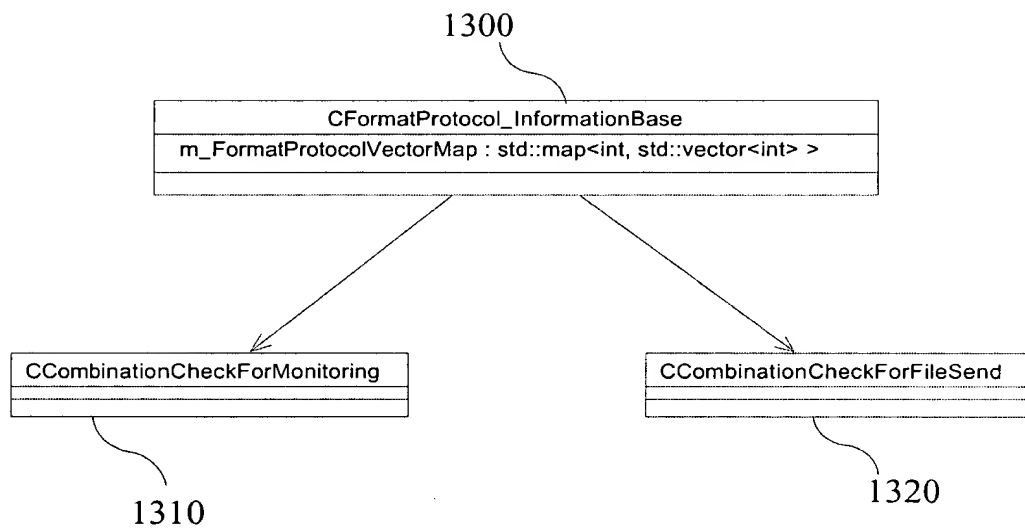 1300
CFormatProtocol_InformationBase
m_FormatProtocolVectorMap : std::map<int, std::vector<int> >
CCombinationCheckForMonitoring
CCombinationCheckForFileSend
1310
1320